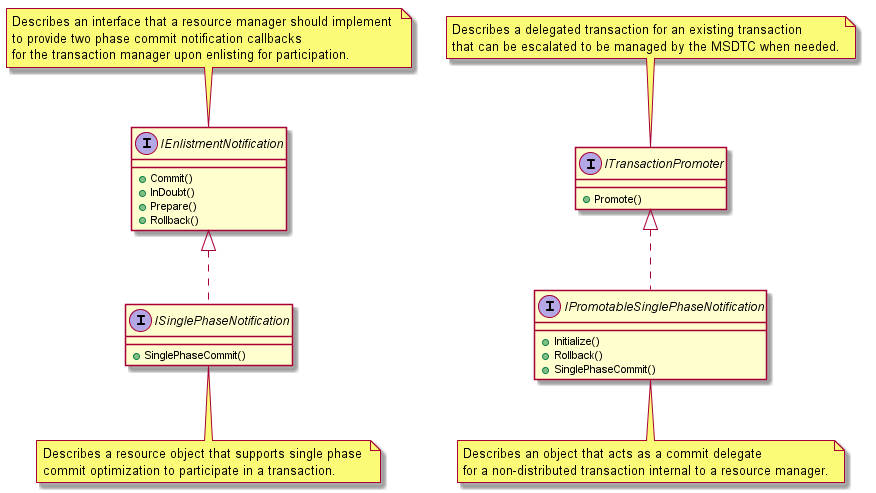 Describes an interface that a resource manager should implement
to provide two phase commit notification callbacks
for the transaction manager upon enlisting for participation.
I IEnlistmentNotification
Commit()
InDoubt()
Prepare()
Rollback()
I ISinglePhaseNotification
SinglePhaseCommit()
Describes a resource object that supports single phase
commit optimization to participate in a transaction.
Describes a delegated transaction for an existing transaction
that can be escalated to be managed by the MSDTC when needed.
I ITransactionPromoter
Promote()
I IPromotableSinglePhaseNotification
Initialize()
Rollback()
SinglePhaseCommit()
Describes an object that acts as a commit delegate
for a non-distributed transaction internal to a resource manager.